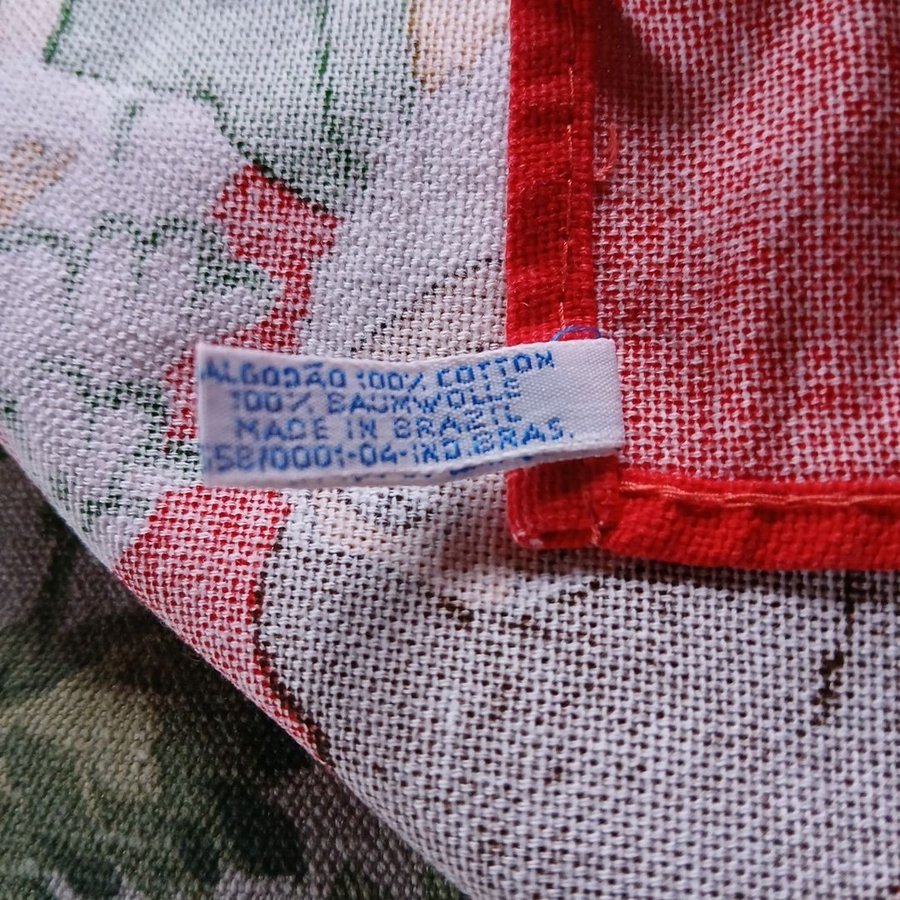 ALGODÃO 100% COTTON
100% BAUMWOLLE
MADE IN BRAZIL
58/0001-04-IND.BRAS.